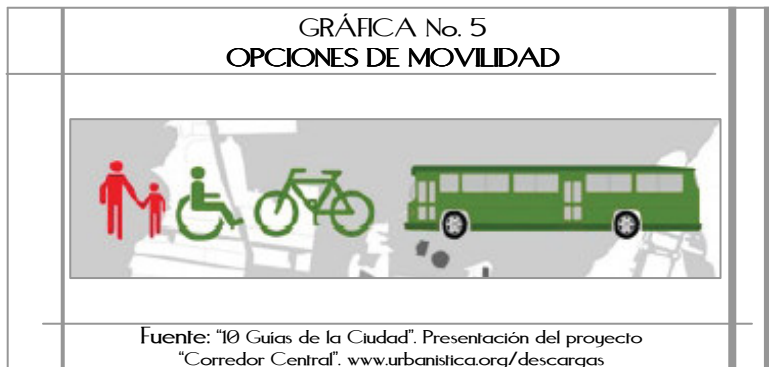 GRÁFICA No. 5
OPCIONES DE MOVILIDAD
Fuente: "10 Guías de la Ciudad". Presentación del proyecto
"Corredor Central". www.urbanistica.org/descargas